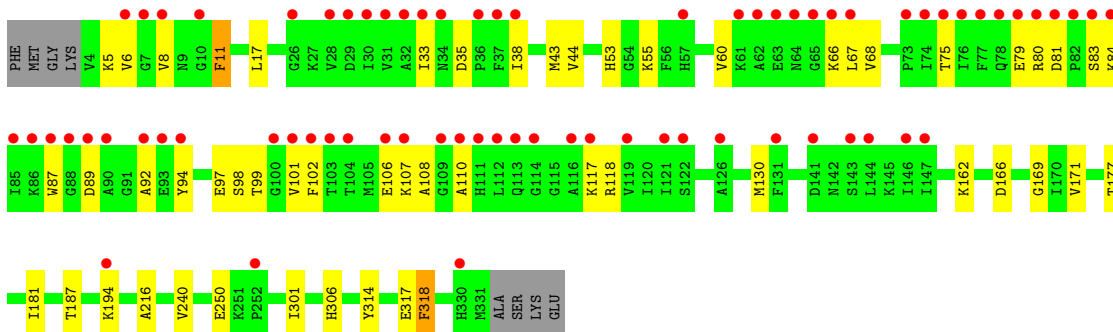 PHE MET GLY LYS V4 K5 V6 G7 V8 N9 G10 F11 L17 G26 K27 V28 D29 I30 V31 A32 I33 N34 D35 P36 F37 I38 M43 V44 H53 G54 K55 F56 H57 V60 K61 A62 E63 N64 G65 K66 L67 V68 P73 I74 T75 I76 F77 Q78 E79 R80 D81 P82 S83 K84
I85 K86 W87 G88 D89 A90 G91 A92 E93 Y94 E97 S98 T99 G100 V101 F102 T103 T104 M105 E106 K107 A108 G109 A110 H111 L112 Q113 G114 G115 A116 K117 R118 V119 I120 I121 S122 A126 M130 F131 D141 N142 S143 L144 K145 I146 I147 K162 D166 G169 I170 V171 T177
I181 T187 K194 A216 V240 E250 K251 P252 I301 H306 Y314 E317 F318 H330 M331 ALA SER LYS GLU